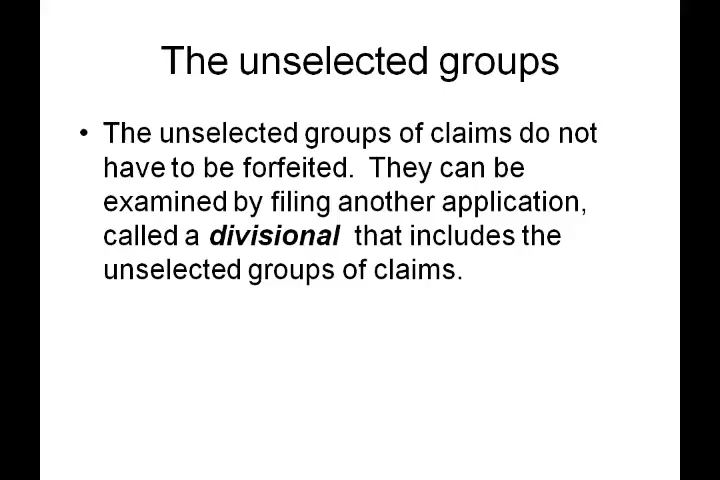 The unselected groups
• The unselected groups of claims do not
have to be forfeited.  They can be
examined by filing another application,
called a divisional  that includes the
unselected groups of claims.